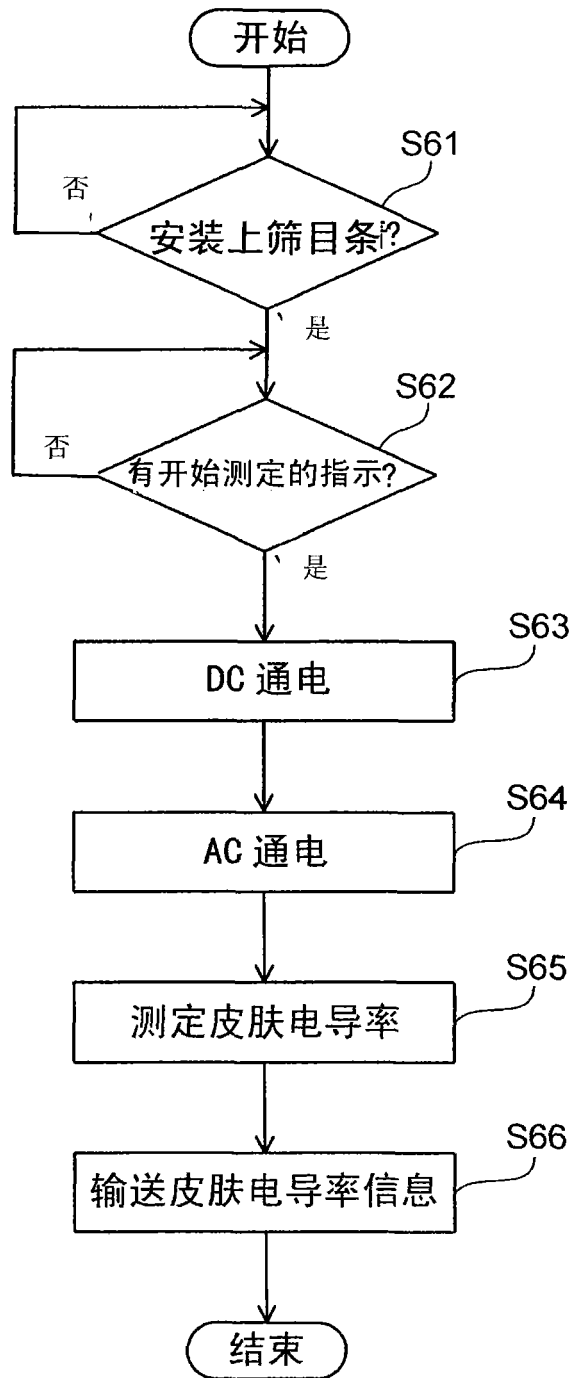 开始
S61
否
安装上筛目条?
是
S62
否
有开始测定的指示?
是
S63
DC 通电
S64
AC 通电
S65
测定皮肤电导率
S66
输送皮肤电导率信息
结束